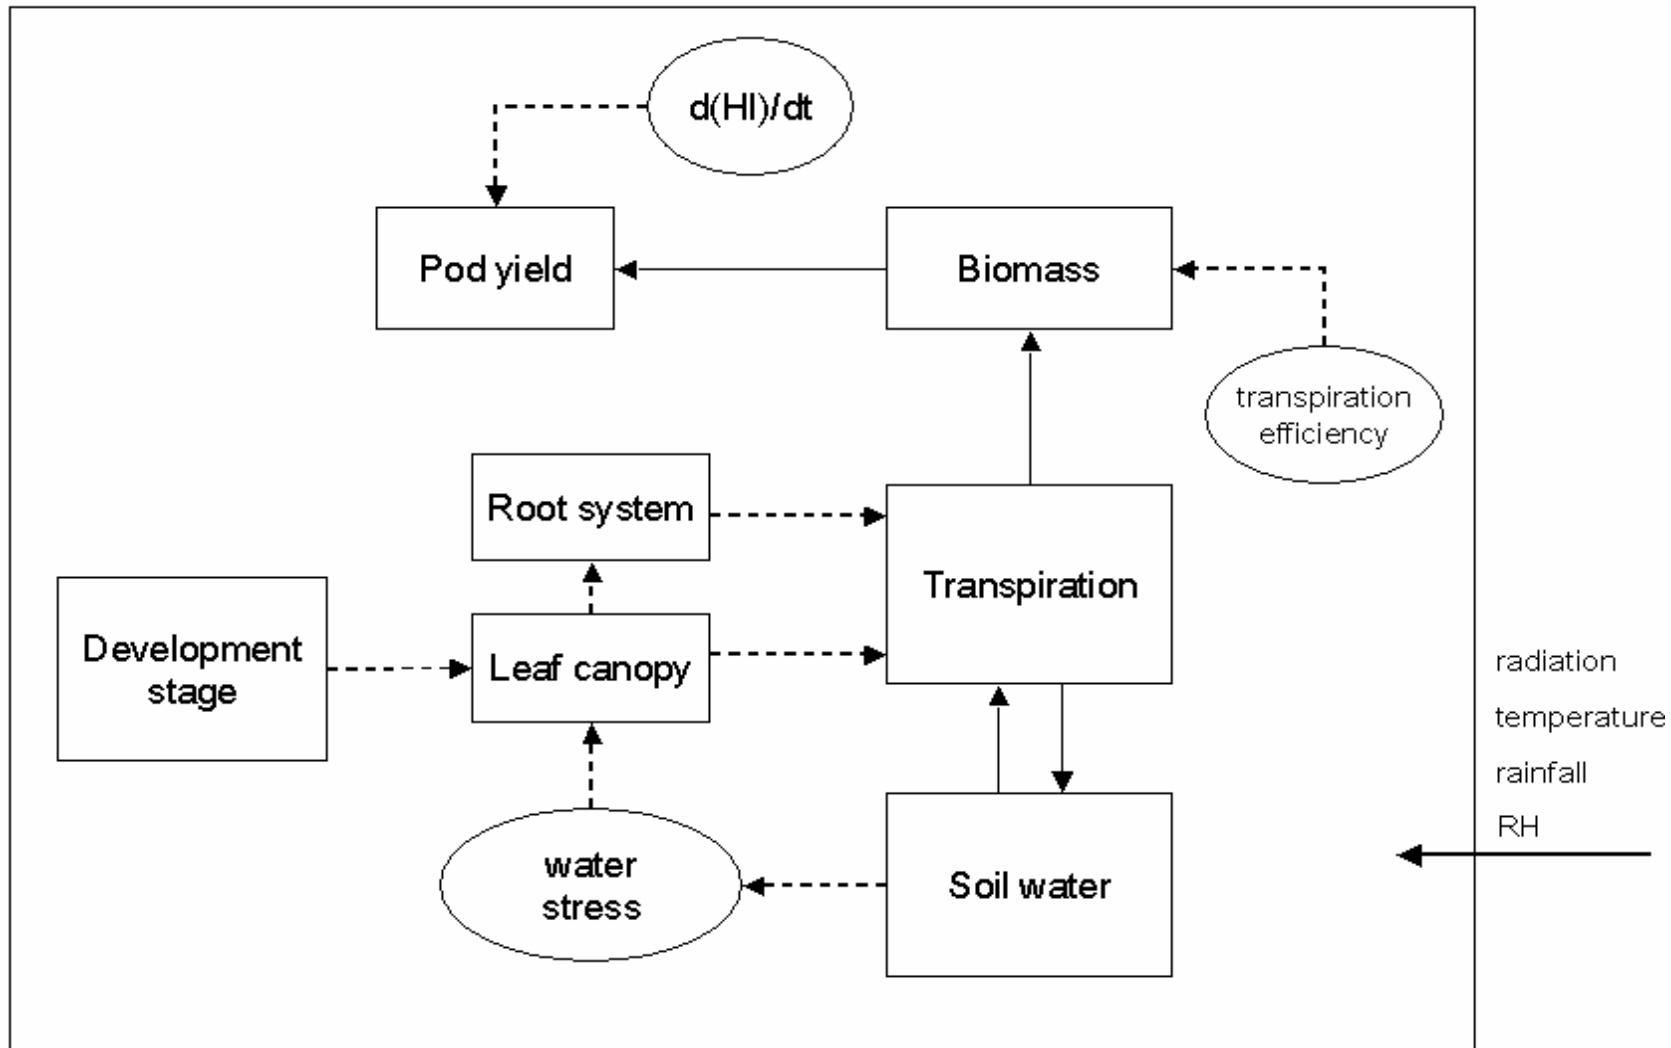 d(HI)/dt
Pod yield
Biomass
transpiration
efficiency
Root system
Transpiration
Development
stage
Leaf canopy
radiation
temperature
rainfall
RH
water
stress
Soil water